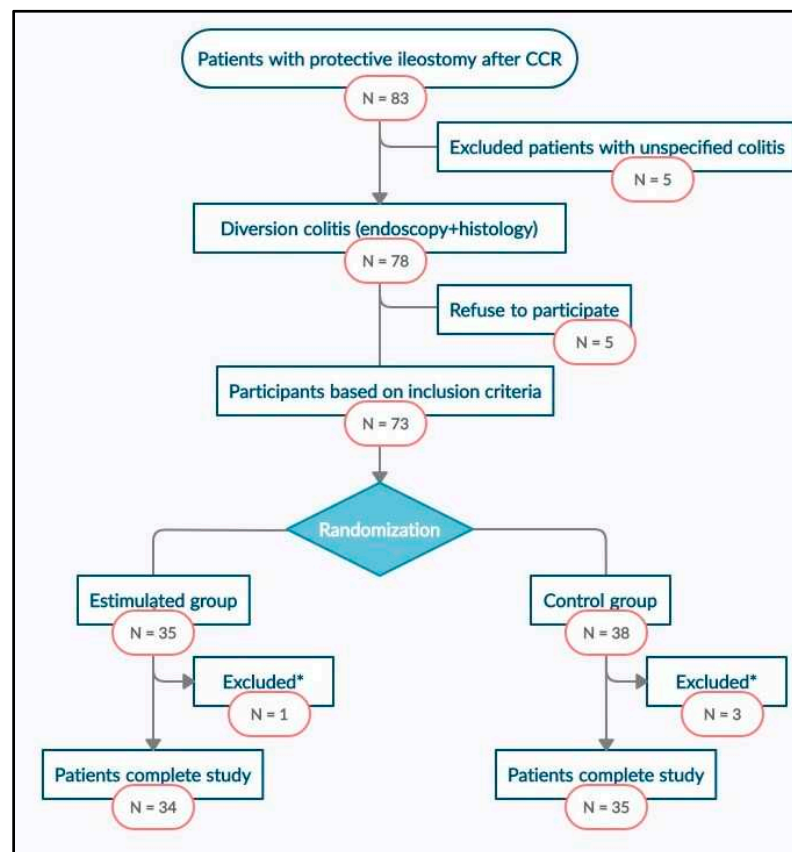 Patients with protective ileostomy after CCR
N = 83
Excluded patients with unspecified colitis
N = 5
Diversion colitis (endoscopy+histology)
N = 78
Refuse to participate
N = 5
Participants based on inclusion criteria
N = 73
Randomization
Estimulated group
N = 35
Control group
N = 38
Excluded*
N = 1
Excluded*
N = 3
Patients complete study
N = 34
Patients complete study
N = 35